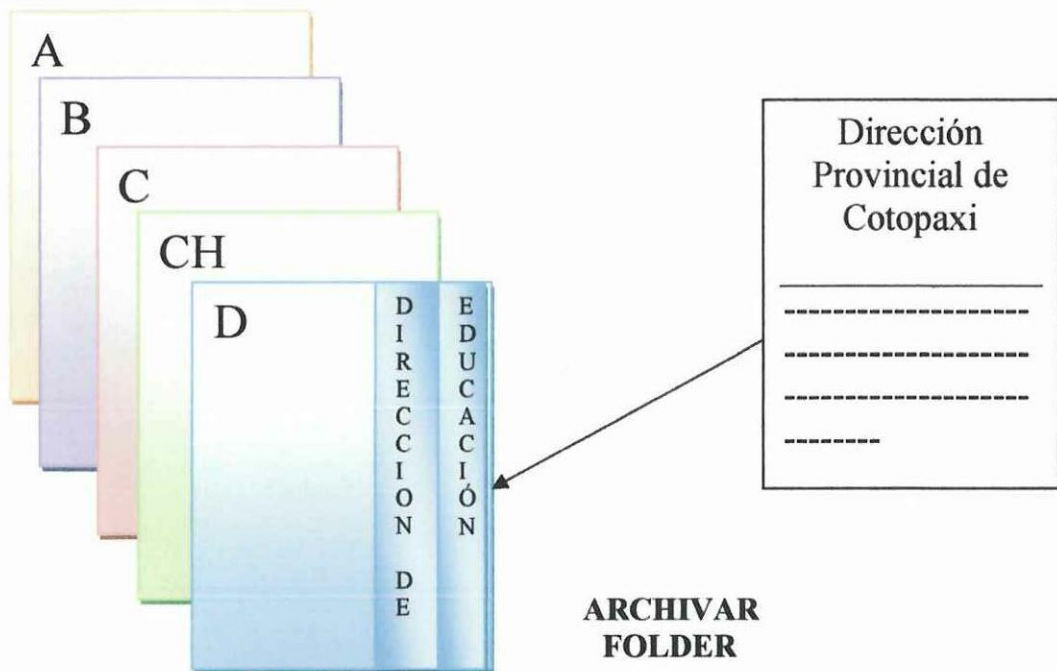 A
B
C
CH
D
DIRECCION DE
EDUCACIÓN
Dirección
Provincial de
Cotopaxi
ARCHIVAR
FOLDER